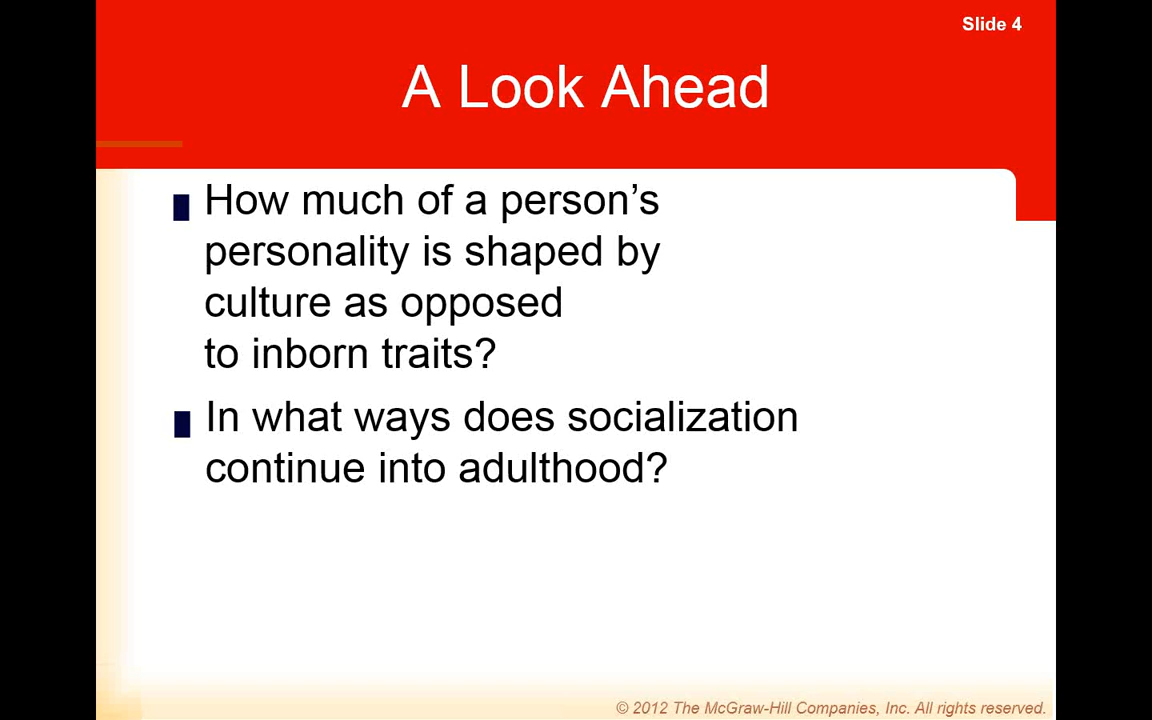 Slide 4
A Look Ahead
How much of a person’s
personality is shaped by
culture as opposed
to inborn traits?
In what ways does socialization
continue into adulthood?
© 2012 The McGraw-Hill Companies, Inc. All rights reserved.